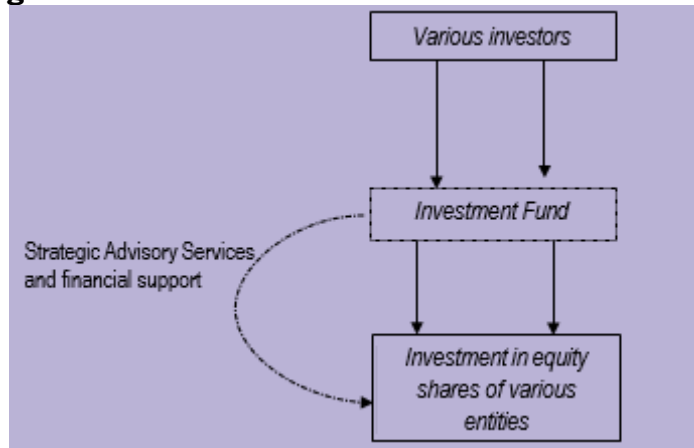 g
Various investors
Investment Fund
Strategic Advisory Services
and financial support
Investment in equity
shares of various
entities